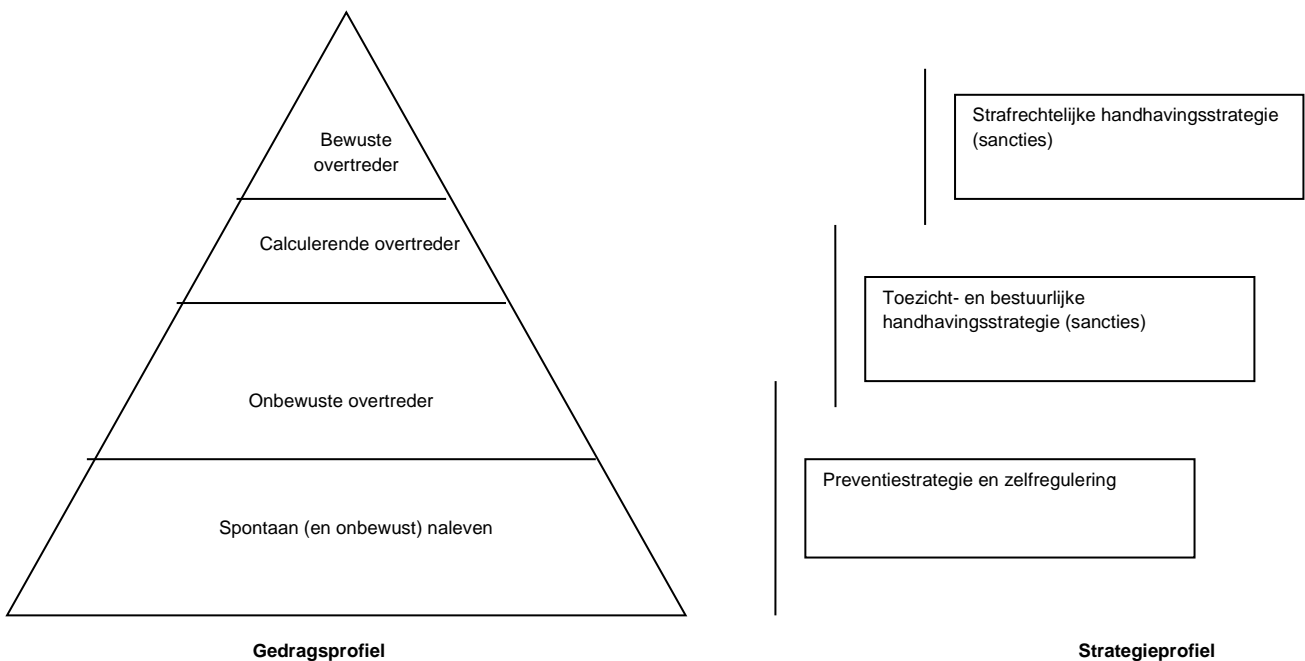 Bewuste
overtreder
Calculerende overtreder
Onbewuste overtreder
Spontaan (en onbewust) naleven
Gedragsprofiel
Strafrechtelijke handhavingsstrategie
(sancties)
Toezicht- en bestuurlijke
handhavingsstrategie (sancties)
Preventiestrategie en zelfregulering
Strategieprofiel